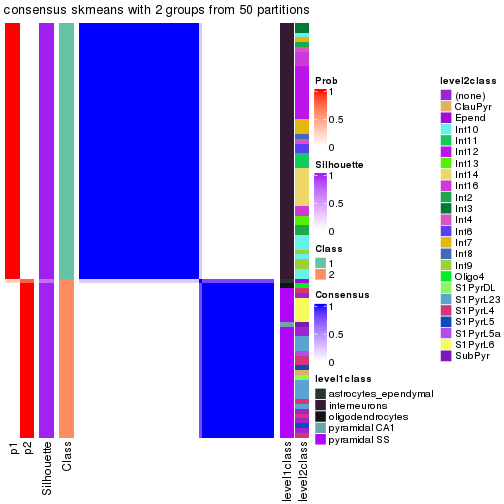 consensus skmeans with 2 groups from 50 partitions
Prob
1
0.5
0
Silhouette
1
0.5
0
Class
1
2
Consensus
1
0.5
0
level1class
astrocytes_ependymal
interneurons
oligodendrocytes
pyramidal CA1
pyramidal SS
level2class
(none)
ClauPyr
Epend
Int10
Int11
Int12
Int13
Int14
Int16
Int2
Int3
Int4
Int6
Int7
Int8
Int9
Oligo4
S1PyrDL
S1PyrL23
S1PyrL4
S1PyrL5
S1PyrL5a
S1PyrL6
SubPyr
p1
p2
Silhouette
Class
level1class
level2class